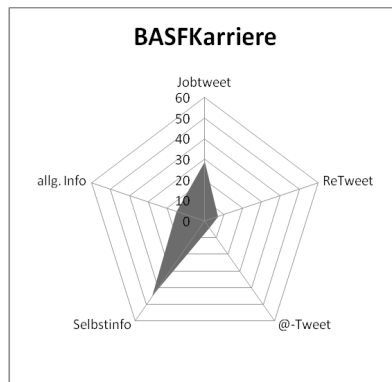 BASFKarriere
Jobtweet
60
50
40
30
20
10
0
allg. Info
ReTweet
Selbstinfo
@-Tweet